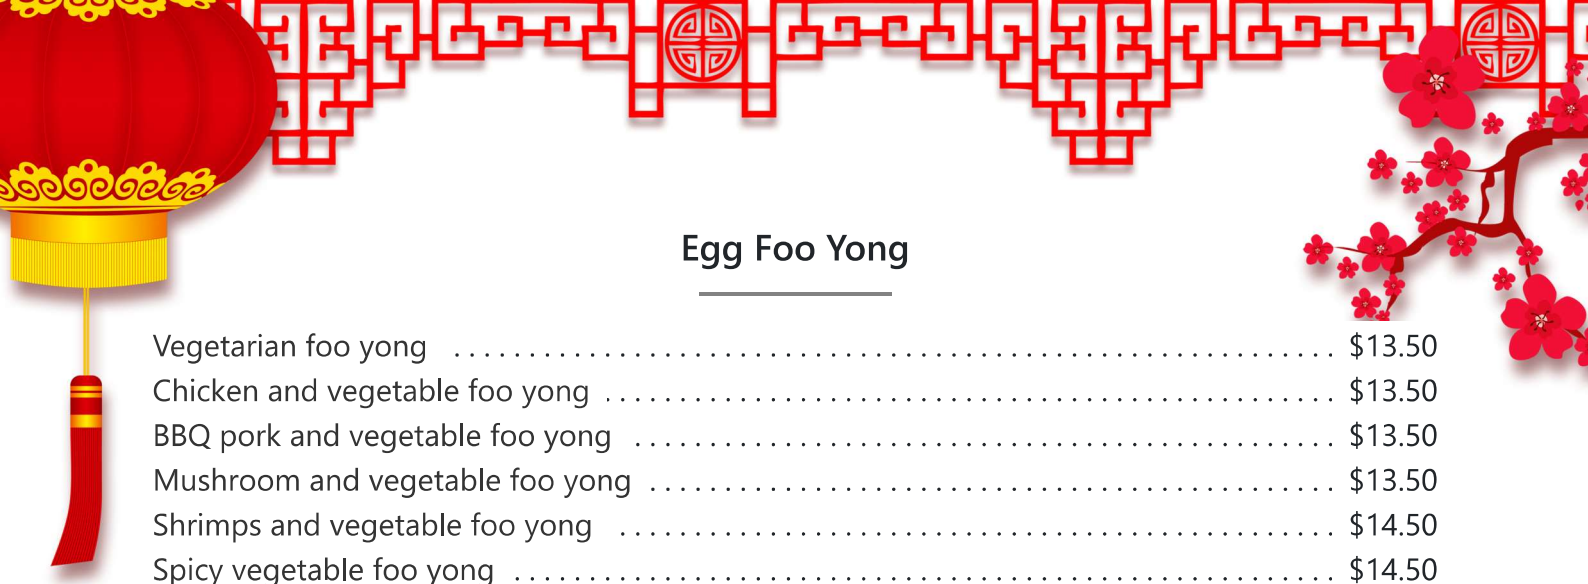 Egg Foo Yong
Vegetarian foo yong ........................................................... $13.50
Chicken and vegetable foo yong ................................................. $13.50
BBQ pork and vegetable foo yong ............................................... $13.50
Mushroom and vegetable foo yong .............................................. $13.50
Shrimps and vegetable foo yong ................................................ $14.50
Spicy vegetable foo yong ....................................................... $14.50